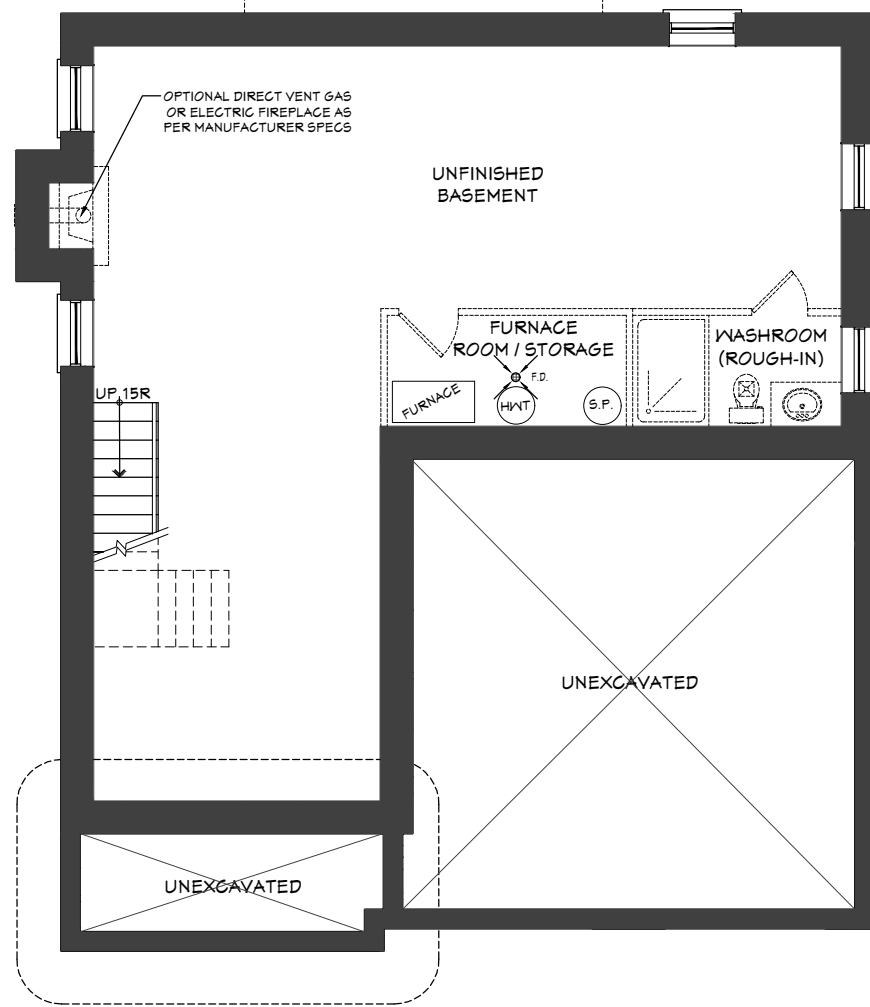 OPTIONAL DIRECT VENT GAS
OR ELECTRIC FIREPLACE AS
PER MANUFACTURER SPECS
UNFINISHED
BASEMENT
FURNACE
ROOM / STORAGE
WASHROOM
(ROUGH-IN)
F.D.
FURNACE
HWT
S.P.
UP 15R
UNEXCAVATED
UNEXCAVATED